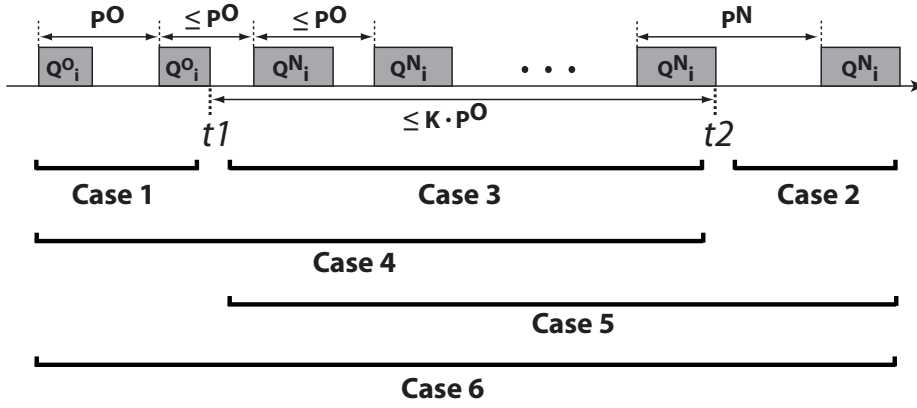 Pᴼ ≤ Pᴼ ≤ Pᴼ Pᴺ
Qᴼᵢ Qᴼᵢ Qᴺᵢ Qᴺᵢ • • • Qᴺᵢ Qᴺᵢ
≤ K · Pᴼ
t1 t2
Case 1 Case 3 Case 2
Case 4
Case 5
Case 6